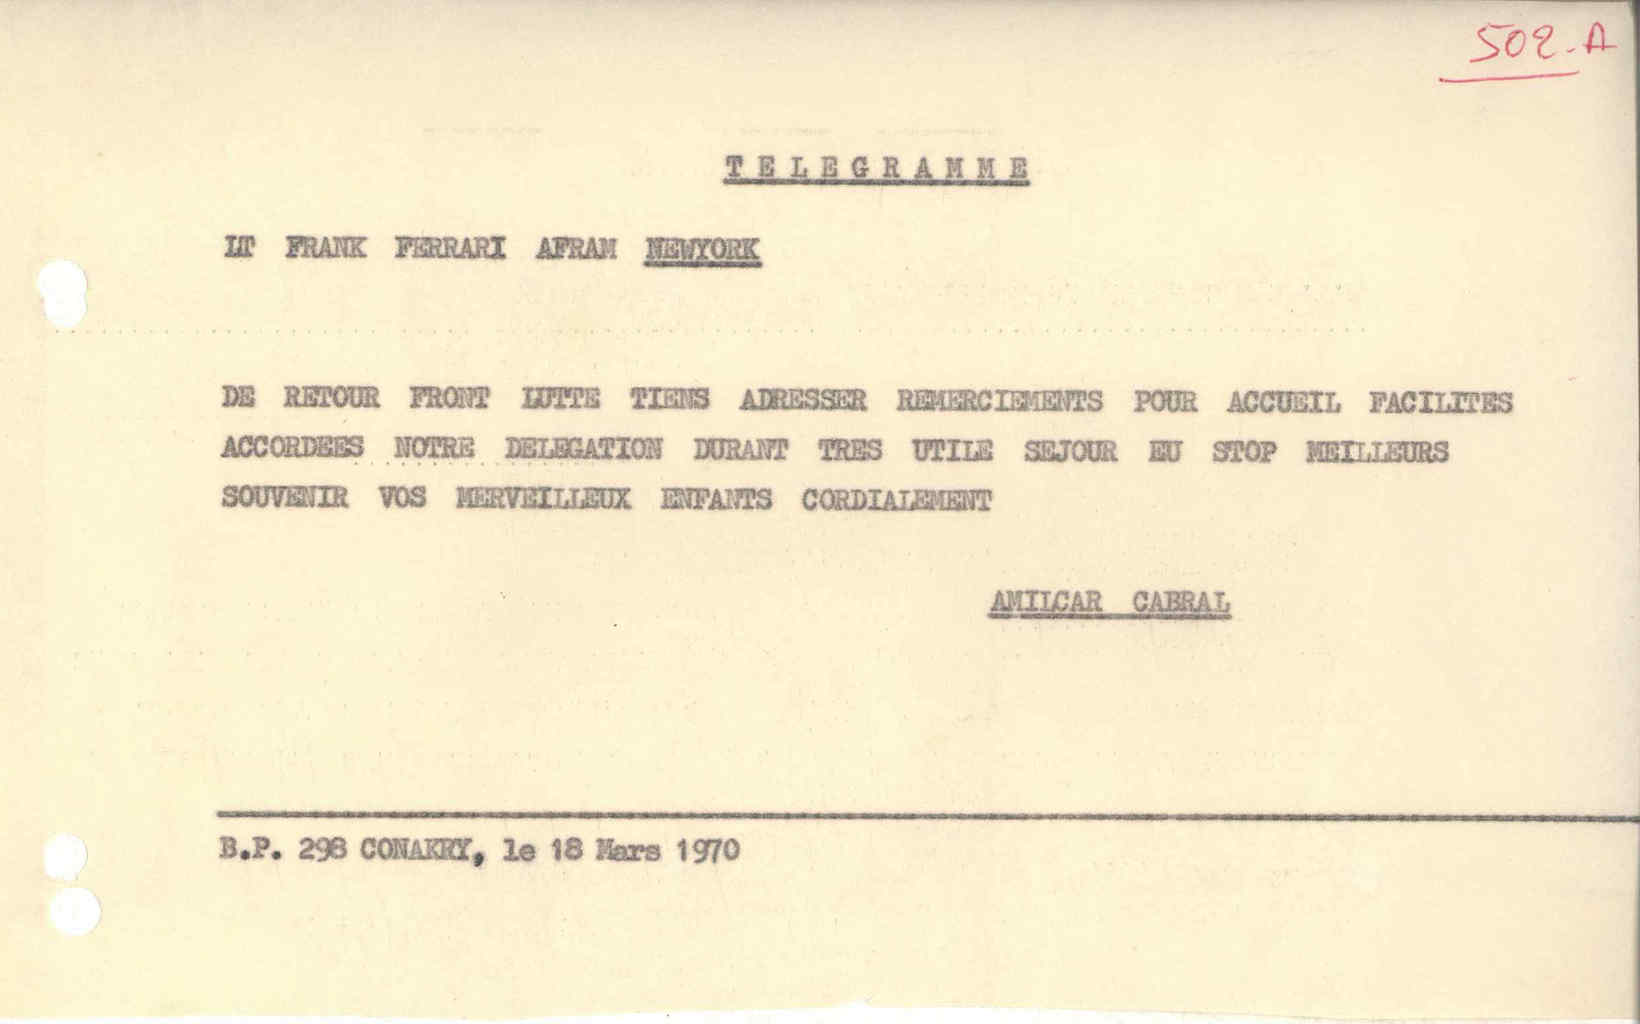 502.A
TELEGRAMME
LT FRANK FERRARI AFRAM NEWYORK
DE RETOUR FRONT LUTTE TIENS ADRESSER REMERCIEMENTS POUR ACCUEIL FACILITES
ACCORDEES NOTRE DELEGATION DURANT TRES UTILE SEJOUR EU STOP MEILLEURS
SOUVENIR VOS MERVEILLEUX ENFANTS CORDIALEMENT
AMILCAR CABRAL
B.P. 298 CONAKRY, le 18 Mars 1970